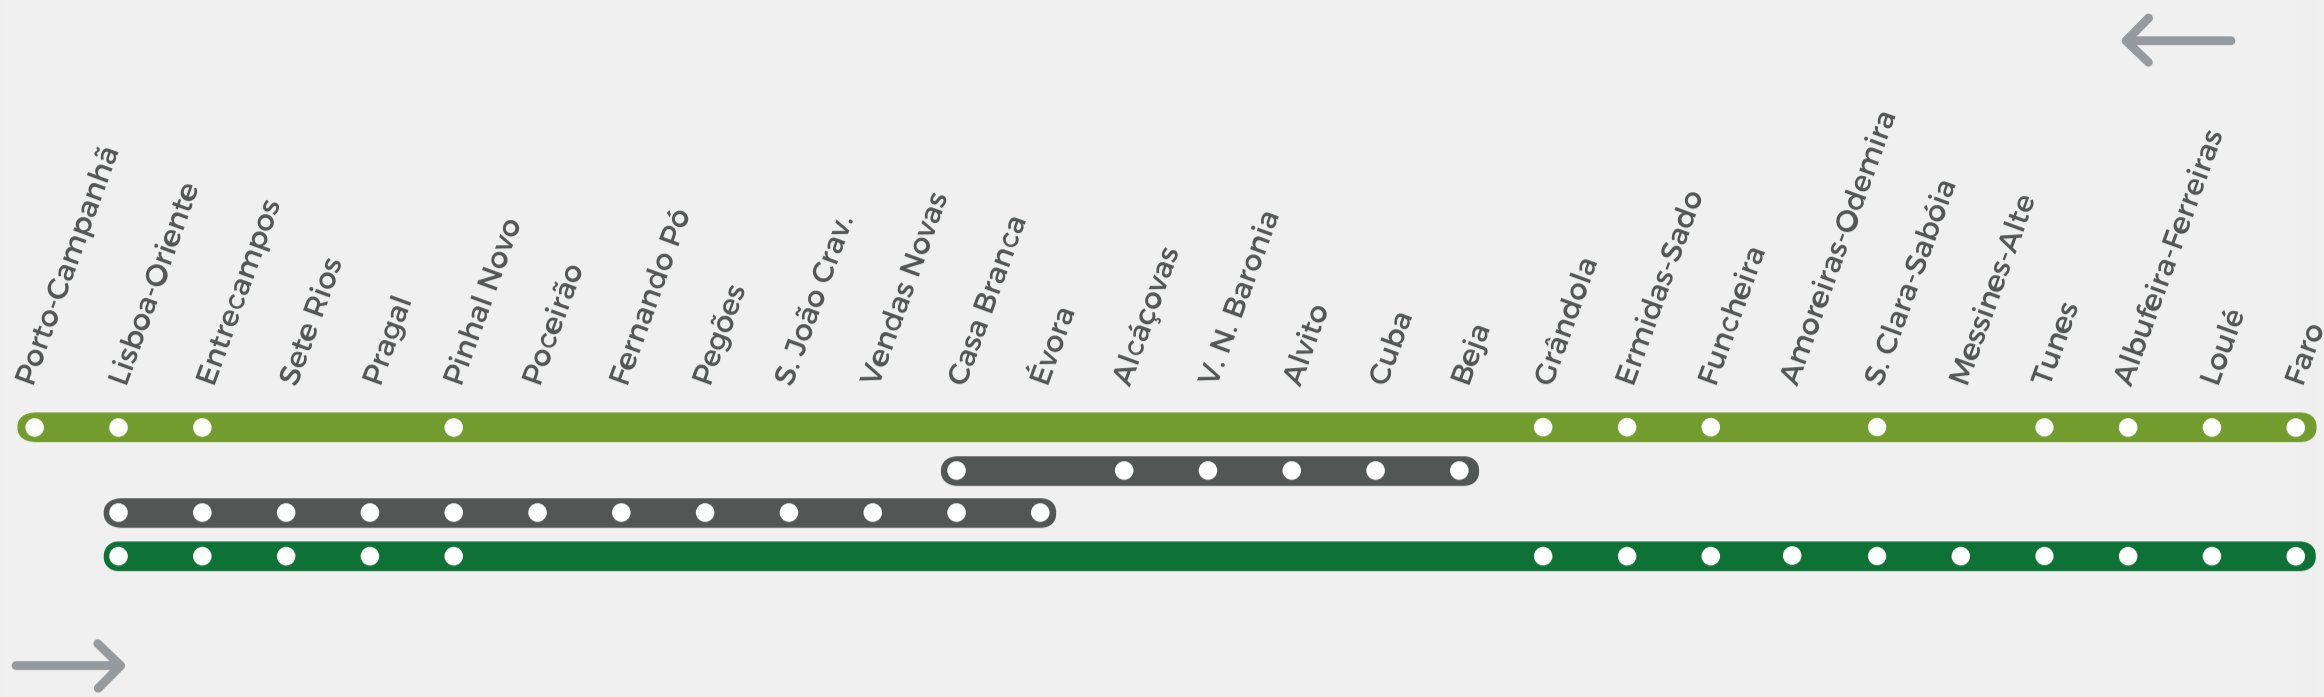 Porto-Campanhã
Lisboa-Oriente
Entrecampos
Sete Rios
Pragal
Pinhal Novo
Poceirão
Fernando Pó
Pegões
S. João Crav.
Vendas Novas
Casa Branca
Évora
Alcáçovas
V. N. Baronia
Alvito
Cuba
Beja
Grândola
Ermidas-Sado
Funcheira
Amoreiras-Odemira
S. Clara-Sabóia
Messines-Alte
Tunes
Albufeira-Ferreiras
Loulé
Faro